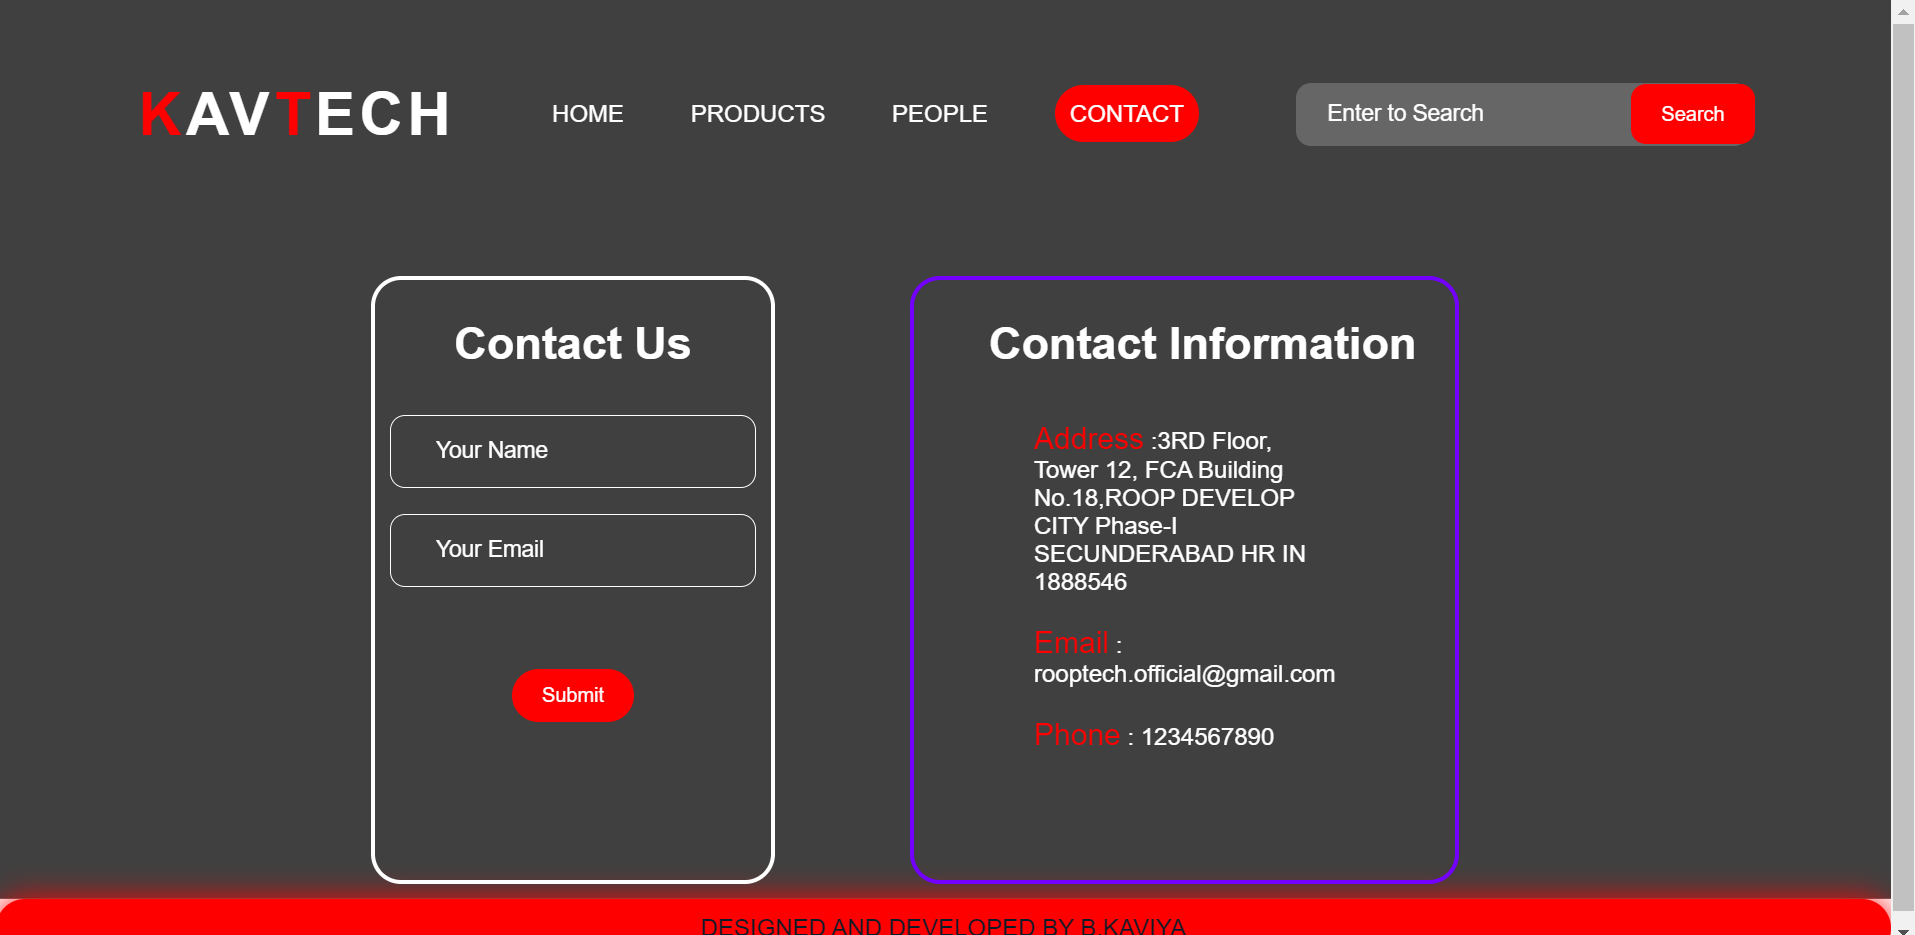 KAVTECH
HOME PRODUCTS PEOPLE CONTACT
Enter to Search Search
Contact Us
Your Name
Your Email
Submit
Contact Information
Address :3RD Floor,
Tower 12, FCA Building
No.18,ROOP DEVELOP
CITY Phase-I
SECUNDERABAD HR IN
1888546
Email :
rooptech.official@gmail.com
Phone : 1234567890
DESIGNED AND DEVELOPED BY B.KAVIYA